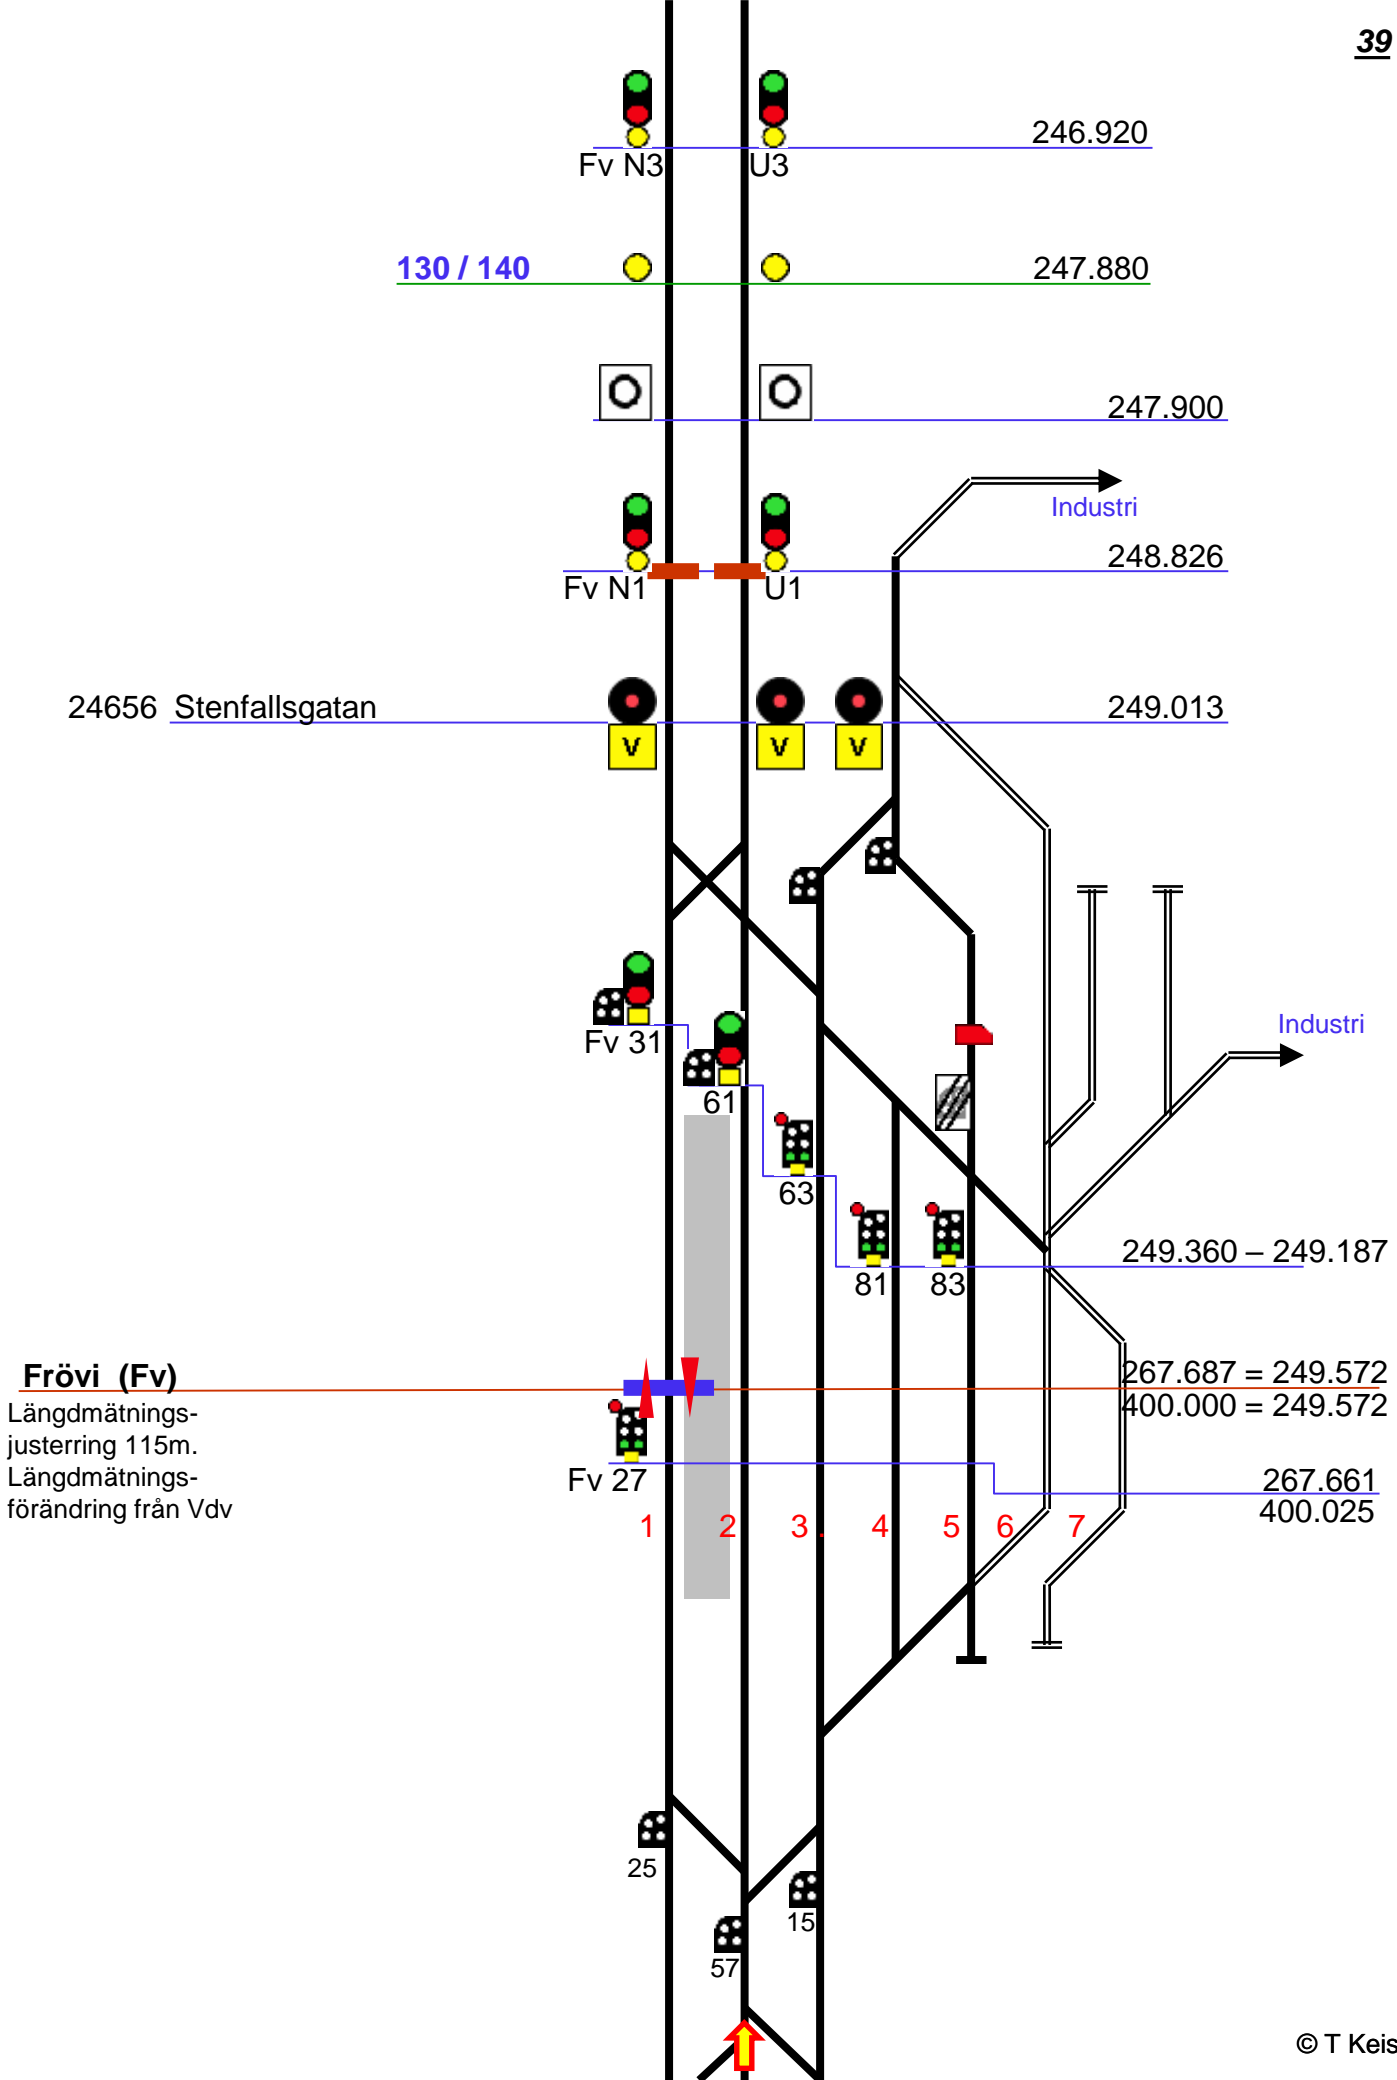 39
246.920
Fv N3 U3
130 / 140 247.880
247.900
Industri
248.826
Fv N1 U1
24656 Stenfallsgatan 249.013
V V V
Fv 31
Industri
61
63
249.360 – 249.187
81 83
Frövi (Fv) 267.687 = 249.572
Längdmätnings- 400.000 = 249.572
justerring 115m.
Längdmätnings-
förändring från Vdv
Fv 27 267.661
400.025
1 2 3. 4 5 6 7
25
15
57
© T Keis